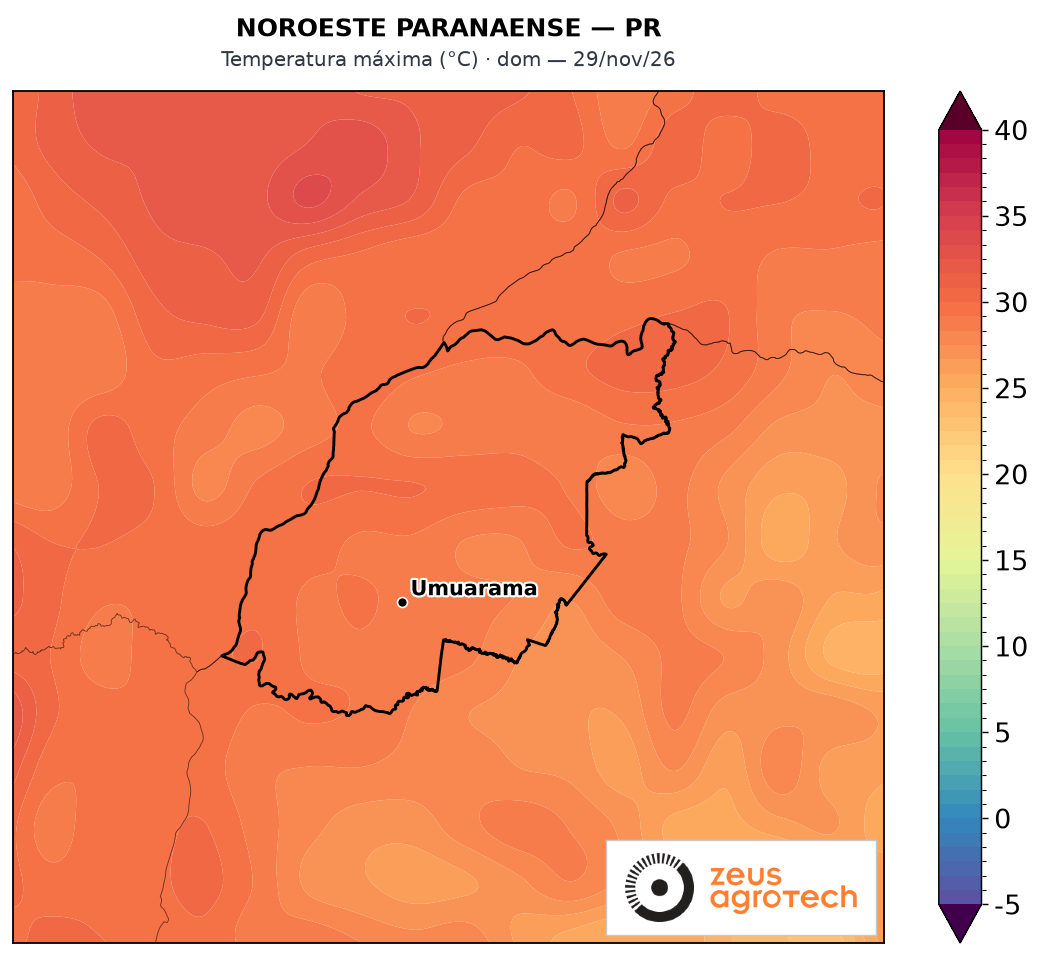 NOROESTE PARANAENSE — PR
Temperatura máxima (°C) · dom — 29/nov/26
40
35
30
25
20
15
10
5
0
-5
Umuarama
zeus
agrotech